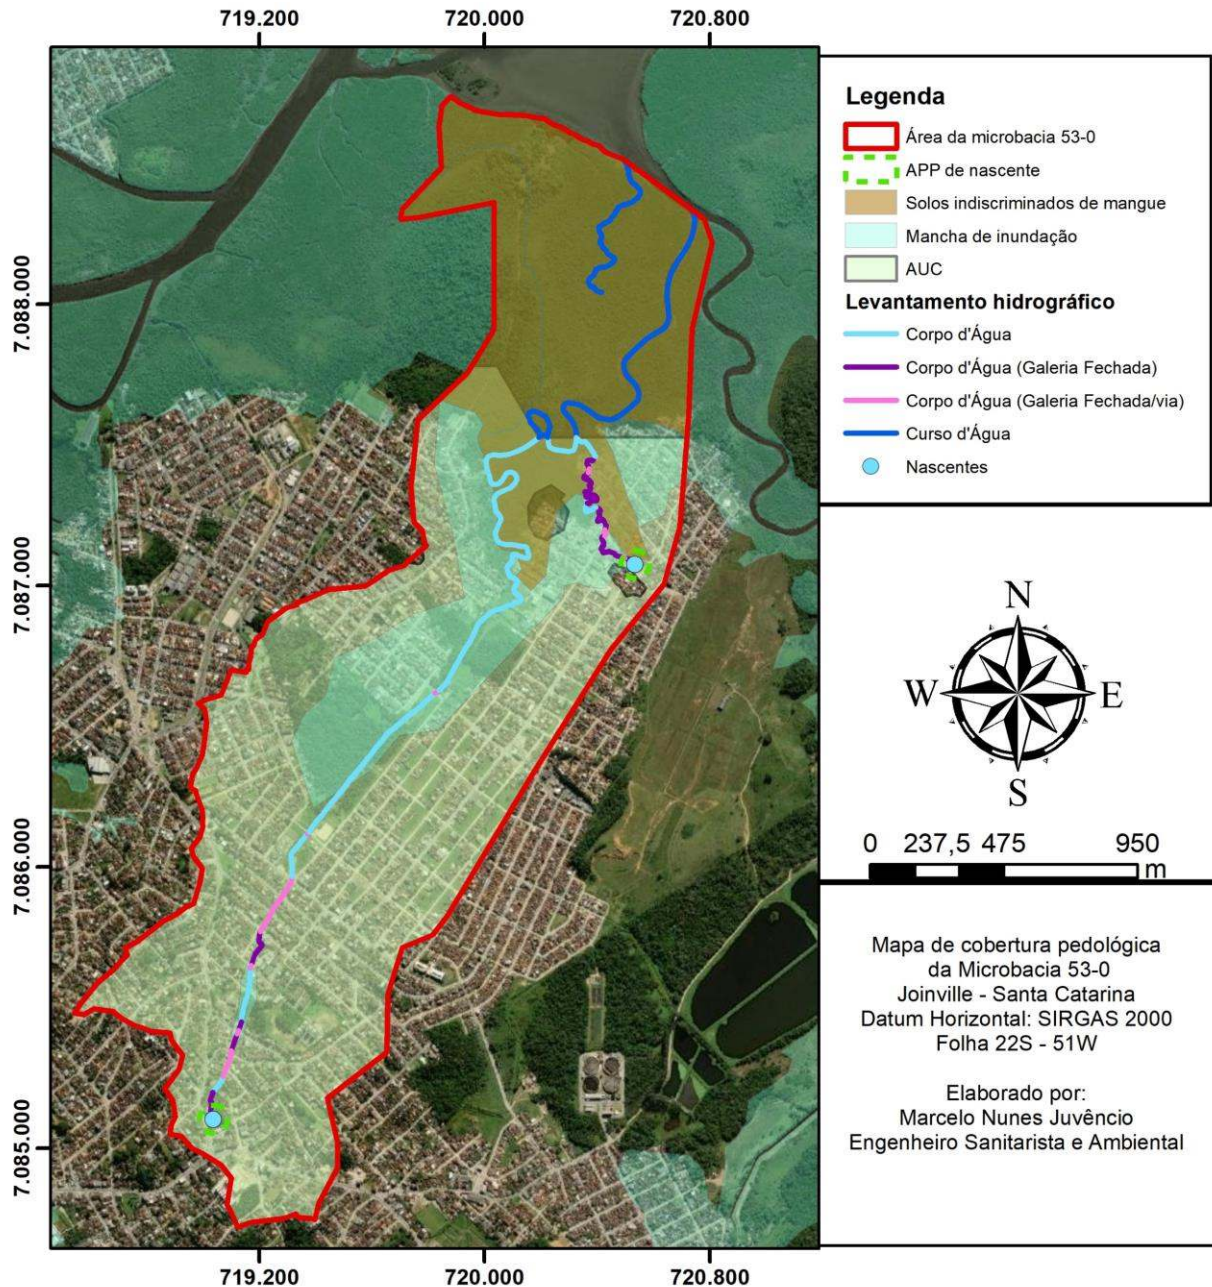 719.200
720.000
720.800
7.088.000
7.087.000
7.086.000
7.085.000
719.200
720.000
720.800
Legenda
Área da microbacia 53-0
APP de nascente
Solos indiscriminados de mangue
Mancha de inundação
AUC
Levantamento hidrográfico
Corpo d'Água
Corpo d'Água (Galeria Fechada)
Corpo d'Água (Galeria Fechada/via)
Curso d'Água
Nascentes
N
W
E
S
0 237,5 475 950
m
Mapa de cobertura pedológica
da Microbacia 53-0
Joinville - Santa Catarina
Datum Horizontal: SIRGAS 2000
Folha 22S - 51W
Elaborado por:
Marcelo Nunes Juvêncio
Engenheiro Sanitarista e Ambiental